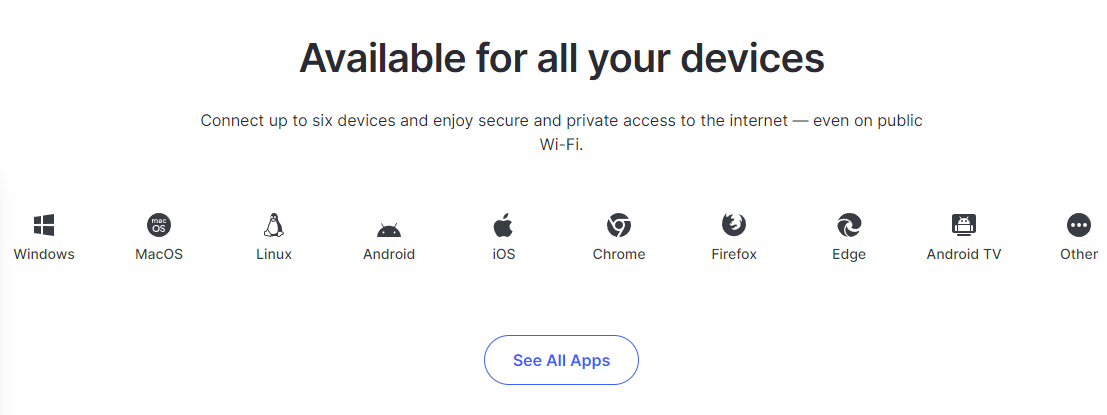 Available for all your devices
Connect up to six devices and enjoy secure and private access to the internet — even on public
Wi-Fi.
mac
OS
Windows MacOS Linux Android iOS Chrome Firefox Edge Android TV Other
See All Apps